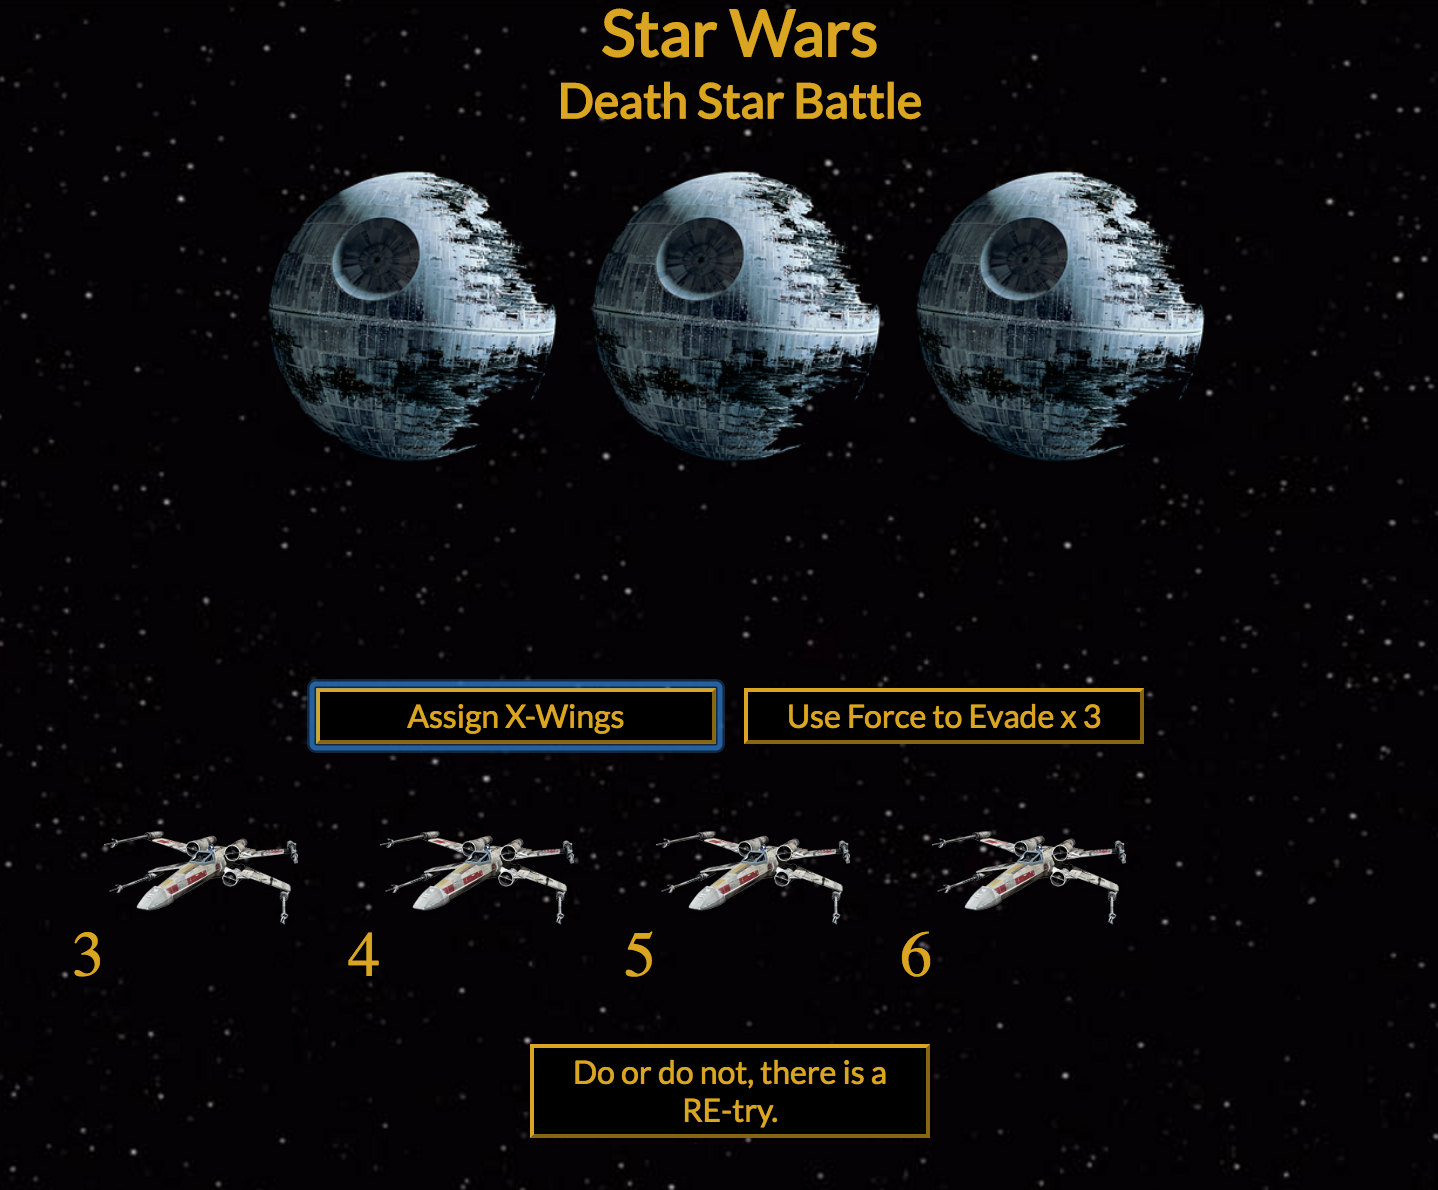 Star Wars
Death Star Battle
Assign X-Wings
Use Force to Evade x 3
3
4
5
6
Do or do not, there is a
RE-try.